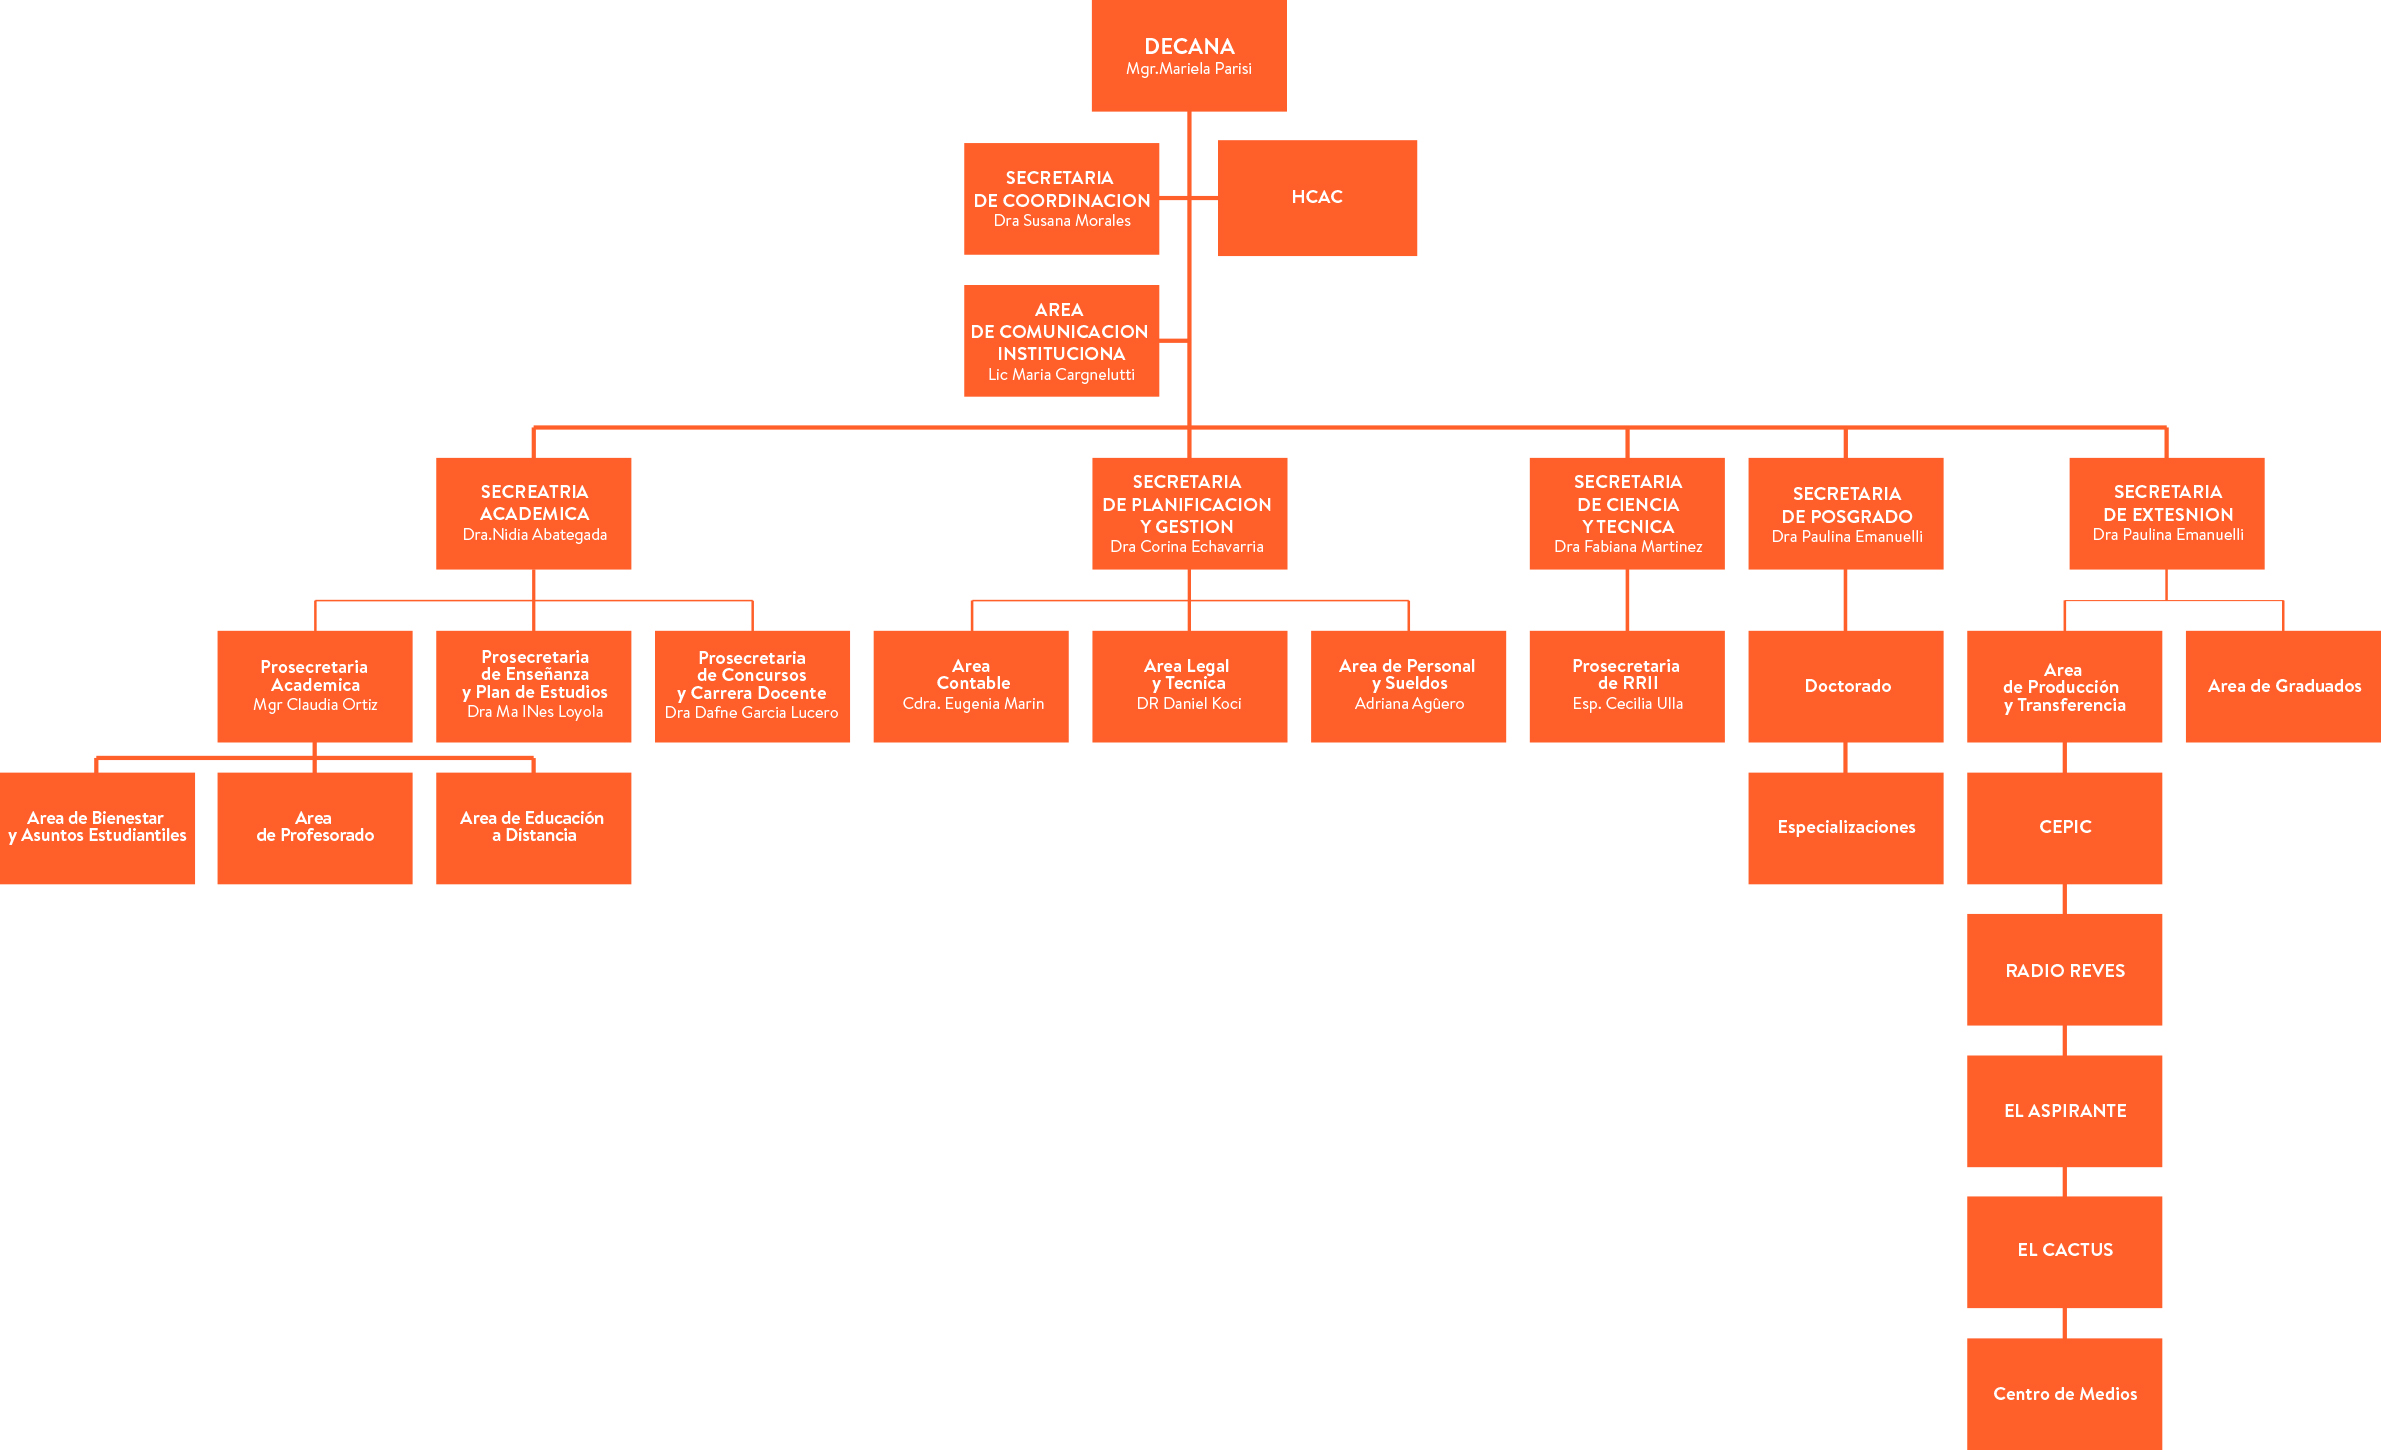 DECANA
Mgr.Mariela Parisi
SECRETARIA
DE COORDINACION
Dra Susana Morales
HCAC
AREA
DE COMUNICACION
INSTITUCIONA
Lic Maria Cargnelutti
SECREATRIA
ACADEMICA
Dra.Nidia Abategada
SECRETARIA
DE PLANIFICACION
Y GESTION
Dra Corina Echavarria
SECRETARIA
DE CIENCIA
Y TECNICA
Dra Fabiana Martinez
SECRETARIA
DE POSGRADO
Dra Paulina Emanuelli
SECRETARIA
DE EXTESNION
Dra Paulina Emanuelli
Prosecretaria
Academica
Mgr Claudia Ortiz
Prosecretaria
de Enseñanza
y Plan de Estudios
Dra Ma INes Loyola
Prosecretaria
de Concursos
y Carrera Docente
Dra Dafne Garcia Lucero
Area
Contable
Cdra. Eugenia Marin
Area Legal
y Tecnica
DR Daniel Koci
Area de Personal
y Sueldos
Adriana Agûero
Prosecretaria
de RRII
Esp. Cecilia Ulla
Doctorado
Area
de Producción
y Transferencia
Area de Graduados
Area de Bienestar
y Asuntos Estudiantiles
Area
de Profesorado
Area de Educación
a Distancia
Especializaciones
CEPIC
RADIO REVES
EL ASPIRANTE
EL CACTUS
Centro de Medios